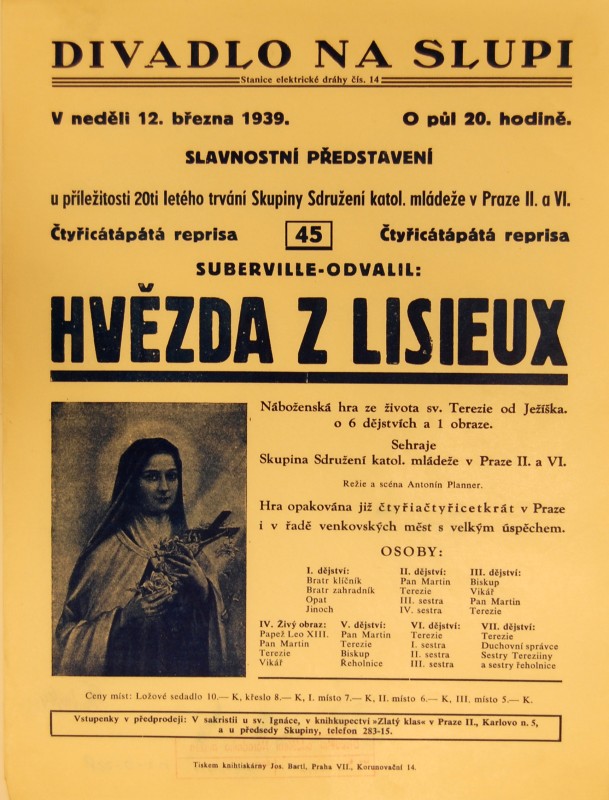 DIVADLO NA SLUPI
Stanice elektrické dráhy čís. 14
V neděli 12. března 1939. O půl 20. hodině.
SLAVNOSTNÍ PŘEDSTAVENÍ
u příležitosti 20ti letého trvání Skupiny Sdružení katol. mládeže v Praze II. a VI.
Čtyřicátápátá reprisa 45 Čtyřicátápátá reprisa
SUBERVILLE-ODVALIL:
HVĚZDA Z LISIEUX
Náboženská hra ze života sv. Terezie od Ježíška.
o 6 dějstvích a 1 obraze.
Sehraje
Skupina Sdružení katol. mládeže v Praze II. a VI.
Režie a scéna Antonín Planner.
Hra opakována již čtyřiačtyřicetkrát v Praze
i v řadě venkovských měst s velkým úspěchem.
OSOBY:
I. dějství:
Bratr klíčník
Bratr zahradník
Opat
Jinoch
II. dějství:
Pan Martin
Terezie
III. sestra
IV. sestra
III. dějství:
Biskup
Vikář
Pan Martin
Terezie
IV. Živý obraz:
Papež Leo XIII.
Pan Martin
Terezie
Vikář
V. dějství:
Pan Martin
Terezie
Biskup
Řeholnice
VI. dějství:
Terezie
I. sestra
II. sestra
III. sestra
VII. dějství:
Terezie
Duchovní správce
Sestry Tereziiny
a sestry řeholnice
Ceny míst: Ložové sedadlo 10.— K, křeslo 8.— K, I. místo 7.— K, II. místo 6.— K, III. místo 5.— K.
Vstupenky v předprodeji: V sakristii u sv. Ignáce, v knihkupectví »Zlatý klas« v Praze II., Karlovo n. 5,
a u předsedy Skupiny, telefon 283-15.
Tiskem knihtiskárny Jos. Bartl, Praha VII., Korunovační 14.